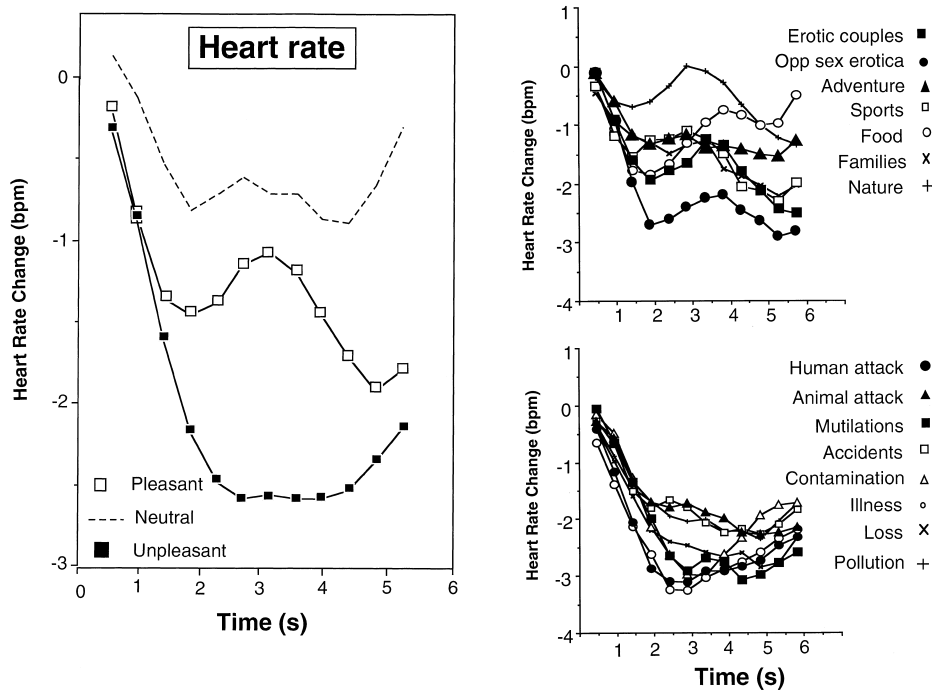 Heart rate
0
-1
-2
-3
Heart Rate Change (bpm)
Pleasant
Neutral
Unpleasant
0
1
2
3
4
5
6
Time (s)
1
0
-1
-2
-3
-4
Heart Rate Change (bpm)
1
2
3
4
5
6
Erotic couples
Opp sex erotica
Adventure
Sports
Food
Families
Nature
1
0
-1
-2
-3
-4
Heart Rate Change (bpm)
1
2
3
4
5
6
Time (s)
Human attack
Animal attack
Mutilations
Accidents
Contamination
Illness
Loss
Pollution